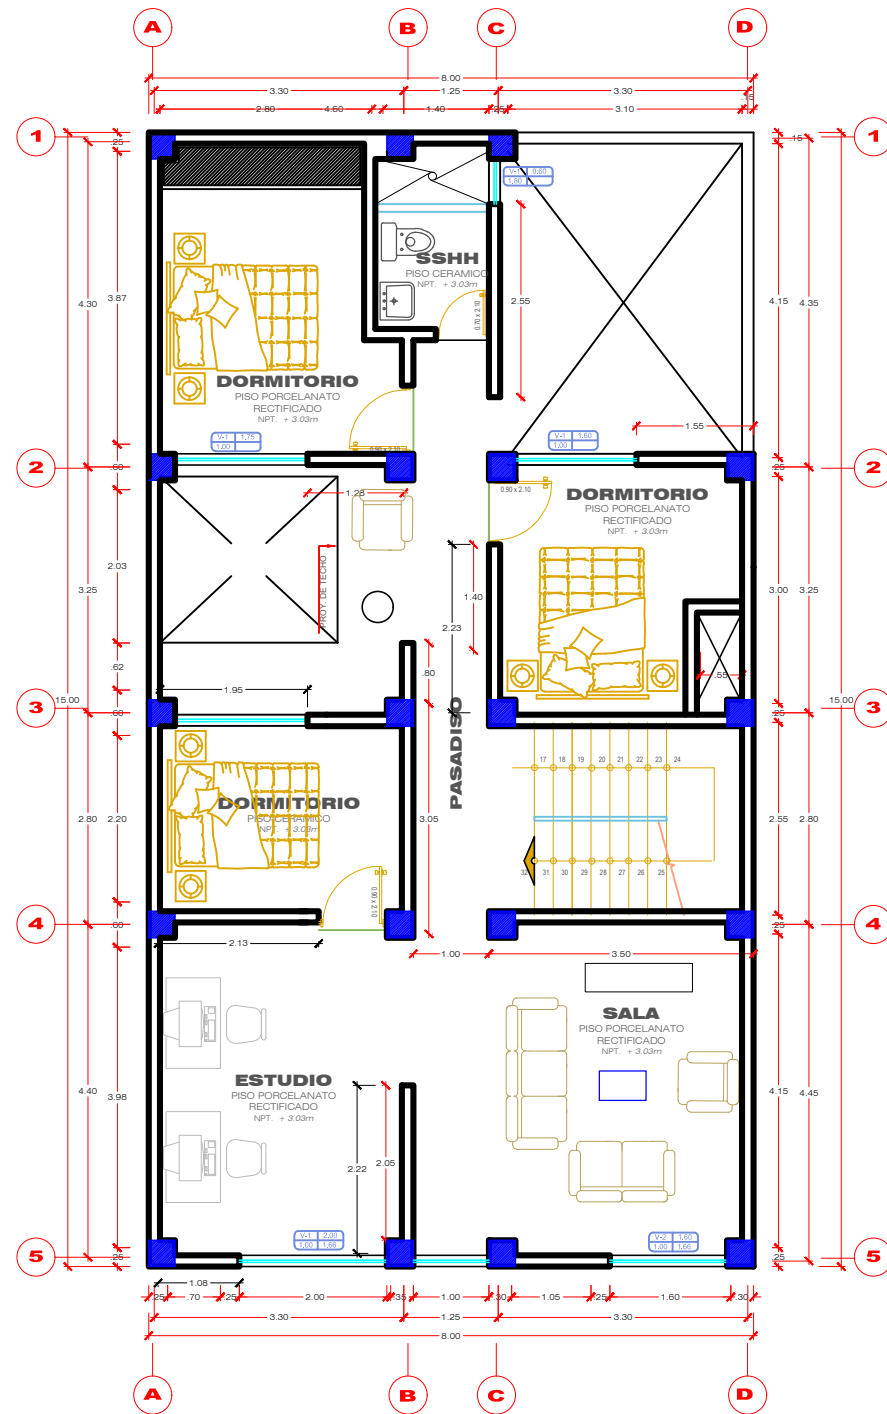 A B C D
8.00
3.30 1.25 3.30
.15
2.80 4.60 1.40 .25 3.10
1 1
.25 .15
V-1 0,60
1,80
SSHH
PISO CERAMICO
NPT. + 3.03m
3.87 4.30 2.55 4.15 4.35
0.70 x 2.10
DORMITORIO
PISO PORCELANATO
RECTIFICADO
NPT. + 3.03m
1.55
V-1 1,75
1.00
V-1 1.60
1.00
0.90 x 2.10
2 2
.60 .25
0.90 x 2.10
1.28
DORMITORIO
PISO PORCELANATO
RECTIFICADO
NPT. + 3.03m
PROY. DE TECHO
2.03 3.25 3.00 3.25
1.40
2.23
.62 .80 .55
1.95
15.00 15.00
3 3
.60 .25
PASADISO
17 18 19 20 21 22 23 24
DORMITORIO
PISO CERAMICO
NPT. + 3.03m
2.80 2.20 3.05 2.55 2.80
32 31 30 29 28 27 26 25
0.90 x 2.10
4 4
.60 .25
2.13 1.00 3.50
SALA
PISO PORCELANATO
RECTIFICADO
NPT. + 3.03m
ESTUDIO
PISO PORCELANATO
RECTIFICADO
NPT. + 3.03m
4.40 3.98 4.15 4.45
2.22 2.05
V-1 2,00
1.00 1,66
V-2 1,60
1.00 1,66
5 5
.25 .25
1.08
.25 .70 .25 2.00 .35 1.00 .30 1.05 .25 1.60 .30
3.30 1.25 3.30
8.00
A B C D